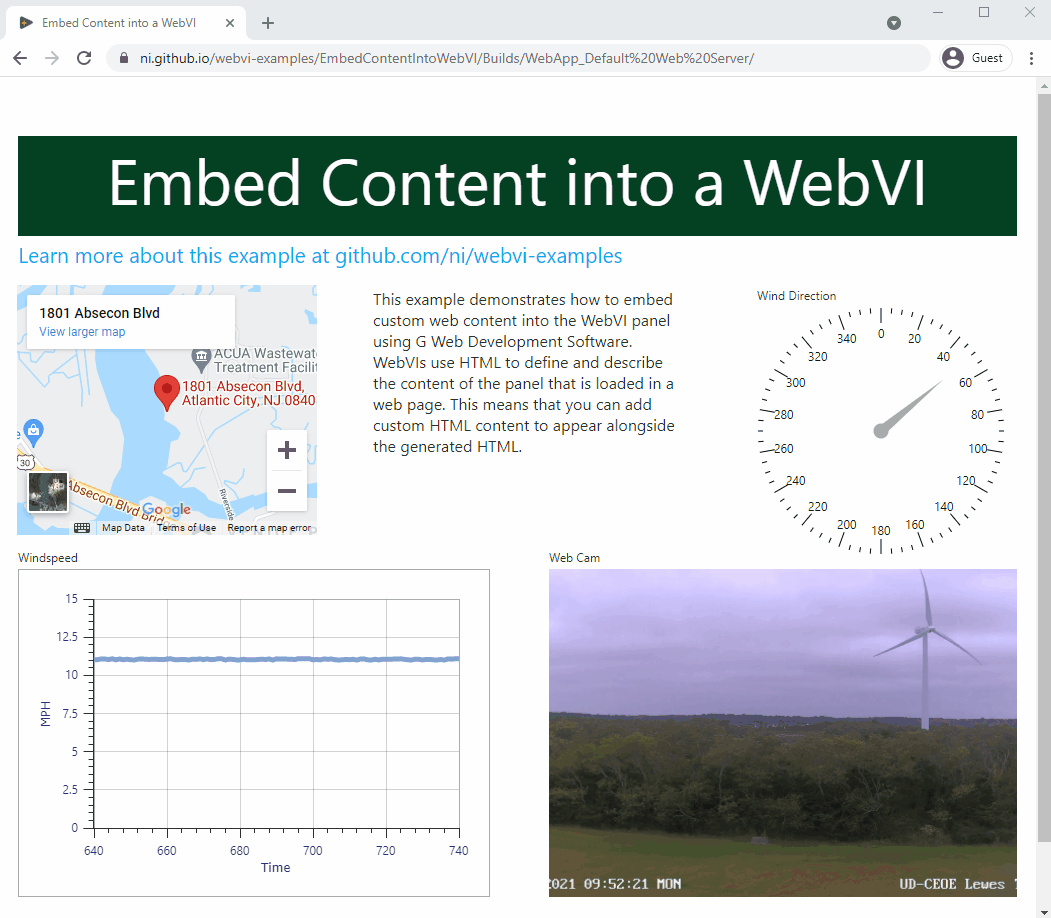 Embed Content into a WebVI
ni.github.io/webvi-examples/EmbedContentIntoWebVI/Builds/WebApp_Default%20Web%20Server/
Guest
Embed Content into a WebVI
Learn more about this example at github.com/ni/webvi-examples
1801 Absecon Blvd
View larger map
ACUA Wastewat
Treatment Facilit
1801 Absecon Blvd,
Atlantic City, NJ 0840
30
Absecon Blvd Bridg
Riverside
Google
Map Data
Terms of Use
Report a map error
This example demonstrates how to embed
custom web content into the WebVI panel
using G Web Development Software.
WebVIs use HTML to define and describe
the content of the panel that is loaded in a
web page. This means that you can add
custom HTML content to appear alongside
the generated HTML.
Wind Direction
0
20
40
60
80
100
120
140
160
180
200
220
240
260
280
300
320
340
Windspeed
15
12.5
10
7.5
5
2.5
0
MPH
640
660
680
700
720
740
Time
Web Cam
2021 09:52:21 MON
UD-CEOE Lewes